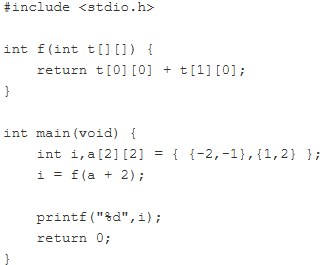 #include <stdio.h>

int f(int t[][]) {
    return t[0][0] + t[1][0];
}

int main(void) {
    int i,a[2][2] = { {-2,-1},{1,2} };
    i = f(a + 2);

    printf("%d",i);
    return 0;
}